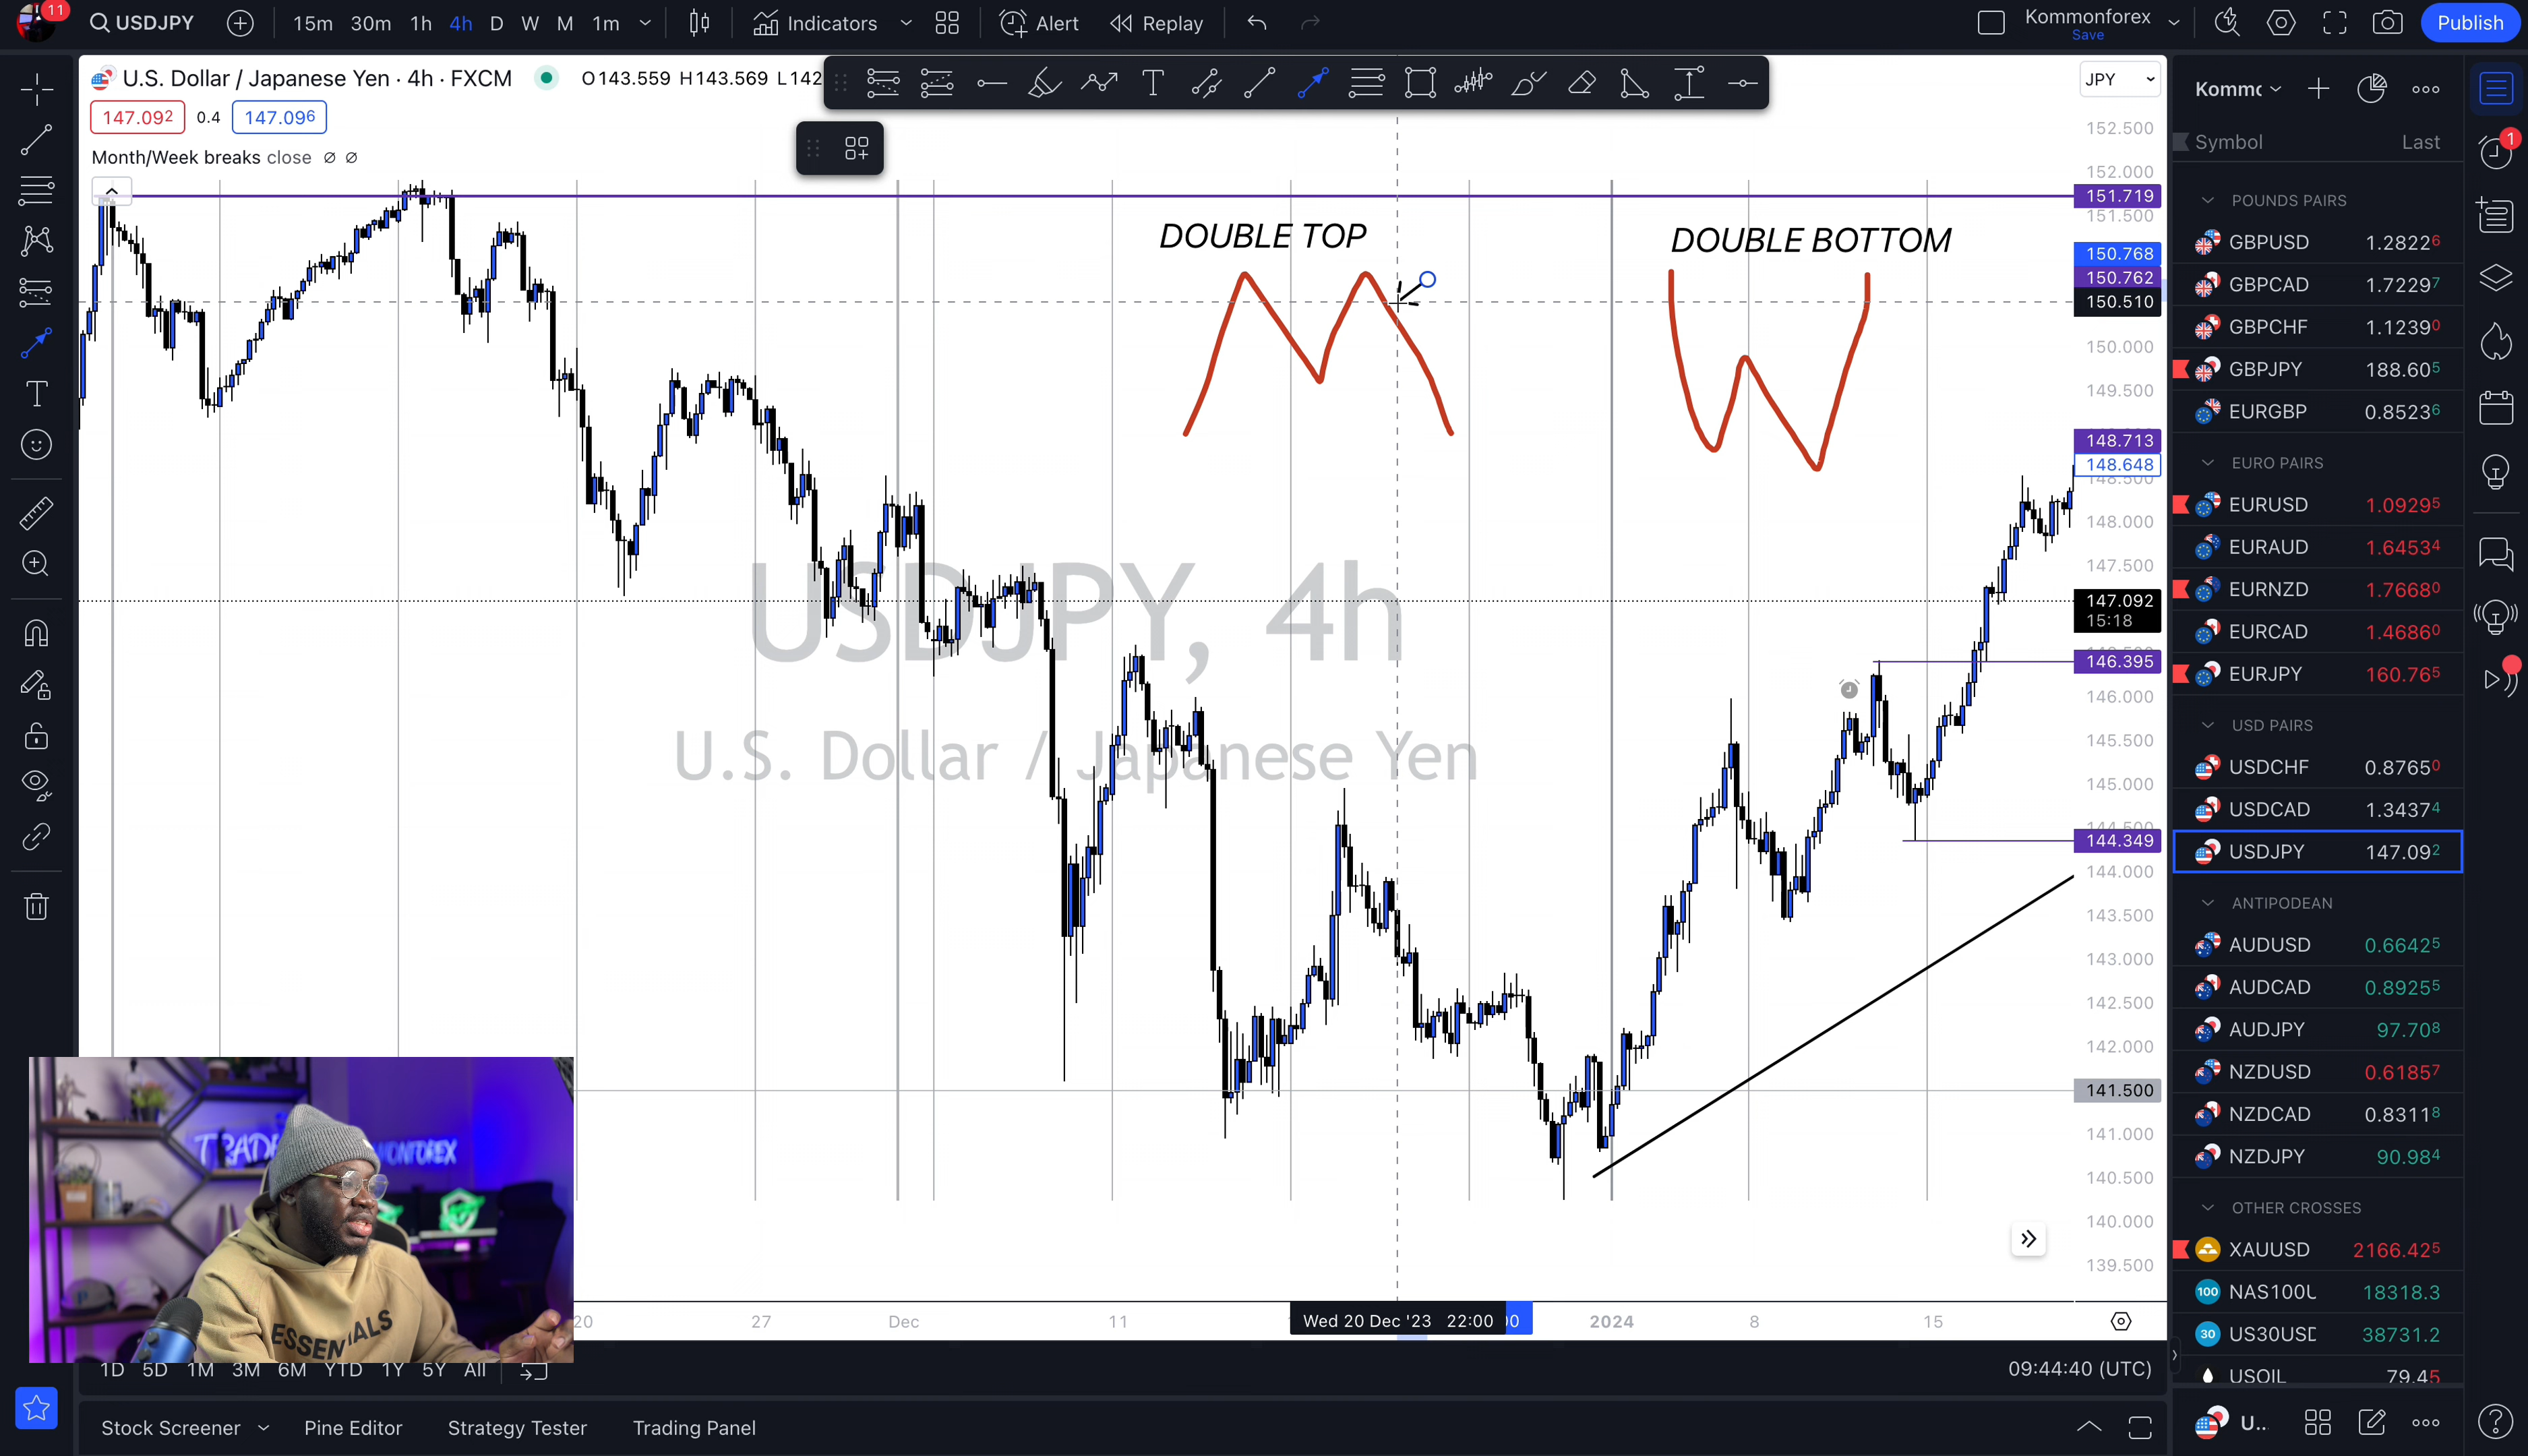 11
USDJPY
15m 30m 1h 4h D W M 1m
Indicators
Alert
Replay
Kommonforex
Save
Publish
U.S. Dollar / Japanese Yen · 4h · FXCM
O143.559 H143.569 L142
147.092 0.4 147.096
Month/Week breaks close ∅ ∅
DOUBLE TOP
DOUBLE BOTTOM
USDJPY, 4h
U.S. Dollar / Japanese Yen
JPY
152.500
152.000
151.719
151.500
150.768
150.762
150.510
150.000
149.500
148.713
148.648
148.500
148.000
147.500
147.092
15:18
146.395
146.000
145.500
145.000
144.500
144.349
144.000
143.500
143.000
142.500
142.000
141.500
141.000
140.500
140.000
139.500
20 27 Dec 11 Wed 20 Dec '23 22:00 2024 8 15
ESSENTIALS
1D 5D 1M 3M 6M YTD 1Y 5Y All
09:44:40 (UTC)
Stock Screener Pine Editor Strategy Tester Trading Panel
Symbol Last
POUNDS PAIRS
GBPUSD 1.28226
GBPCAD 1.72297
GBPCHF 1.12390
GBPJPY 188.605
EURGBP 0.85236
EURO PAIRS
EURUSD 1.09295
EURAUD 1.64534
EURNZD 1.76680
EURCAD 1.46860
EURJPY 160.765
USD PAIRS
USDCHF 0.87650
USDCAD 1.34374
USDJPY 147.092
ANTIPODEAN
AUDUSD 0.66425
AUDCAD 0.89255
AUDJPY 97.708
NZDUSD 0.61857
NZDCAD 0.83118
NZDJPY 90.984
OTHER CROSSES
XAUUSD 2166.425
100 NAS100U 18318.3
30 US30USD 38731.2
USOIL 79.45
U...
1